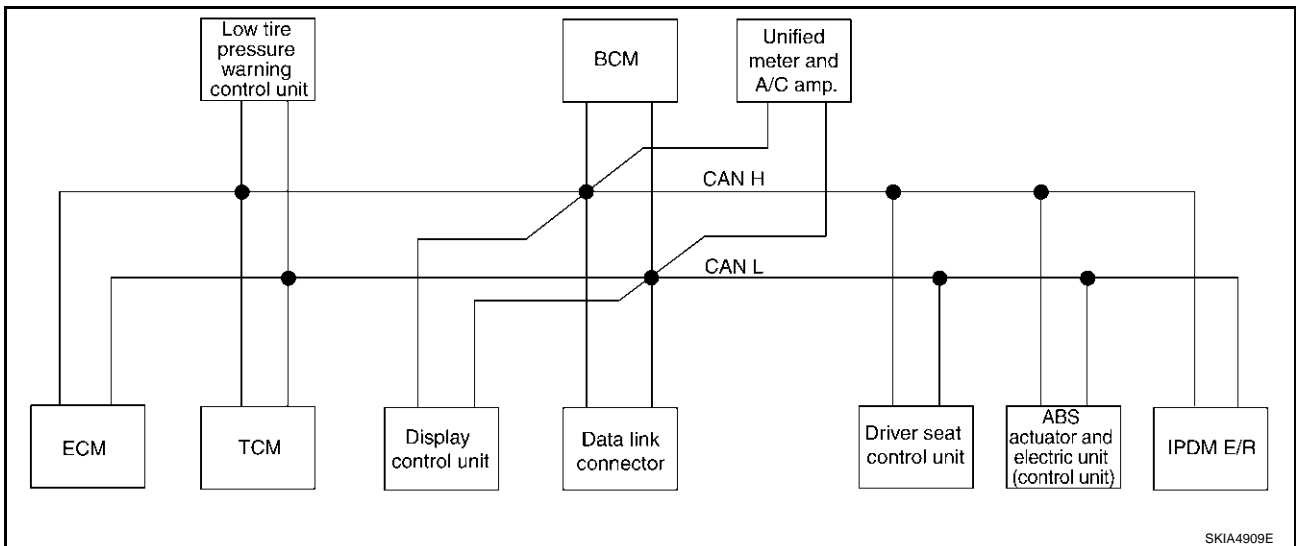 Low tire
pressure
warning
control unit
BCM
Unified
meter and
A/C amp.
CAN H
CAN L
ECM
TCM
Display
control unit
Data link
connector
Driver seat
control unit
ABS
actuator and
electric unit
(control unit)
IPDM E/R
SKIA4909E